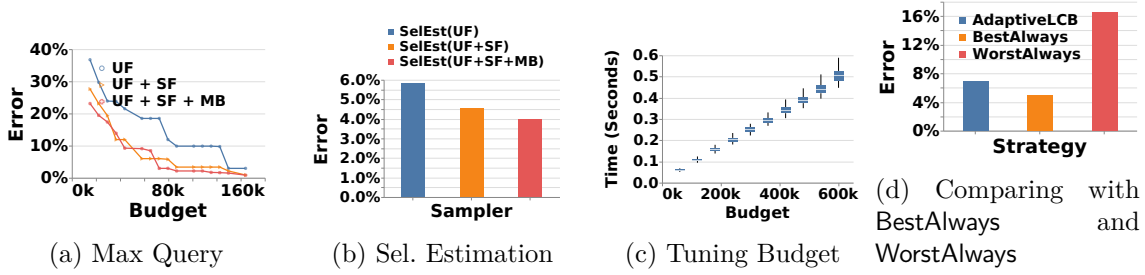 40%
30%
20%
10%
0%
Error
UF
UF + SF
UF + SF + MB
0k 80k 160k
Budget
(a) Max Query
SelEst(UF)
SelEst(UF+SF)
SelEst(UF+SF+MB)
6.0%
5.0%
4.0%
3.0%
2.0%
1.0%
0.0%
Error
Sampler
(b) Sel. Estimation
0.6
0.5
0.4
0.3
0.2
0.1
0.0
Time (Seconds)
0k 200k 400k 600k
Budget
(c) Tuning Budget
16%
12%
8%
4%
0%
Error
AdaptiveLCB
BestAlways
WorstAlways
Strategy
(d) Comparing with
BestAlways and
WorstAlways